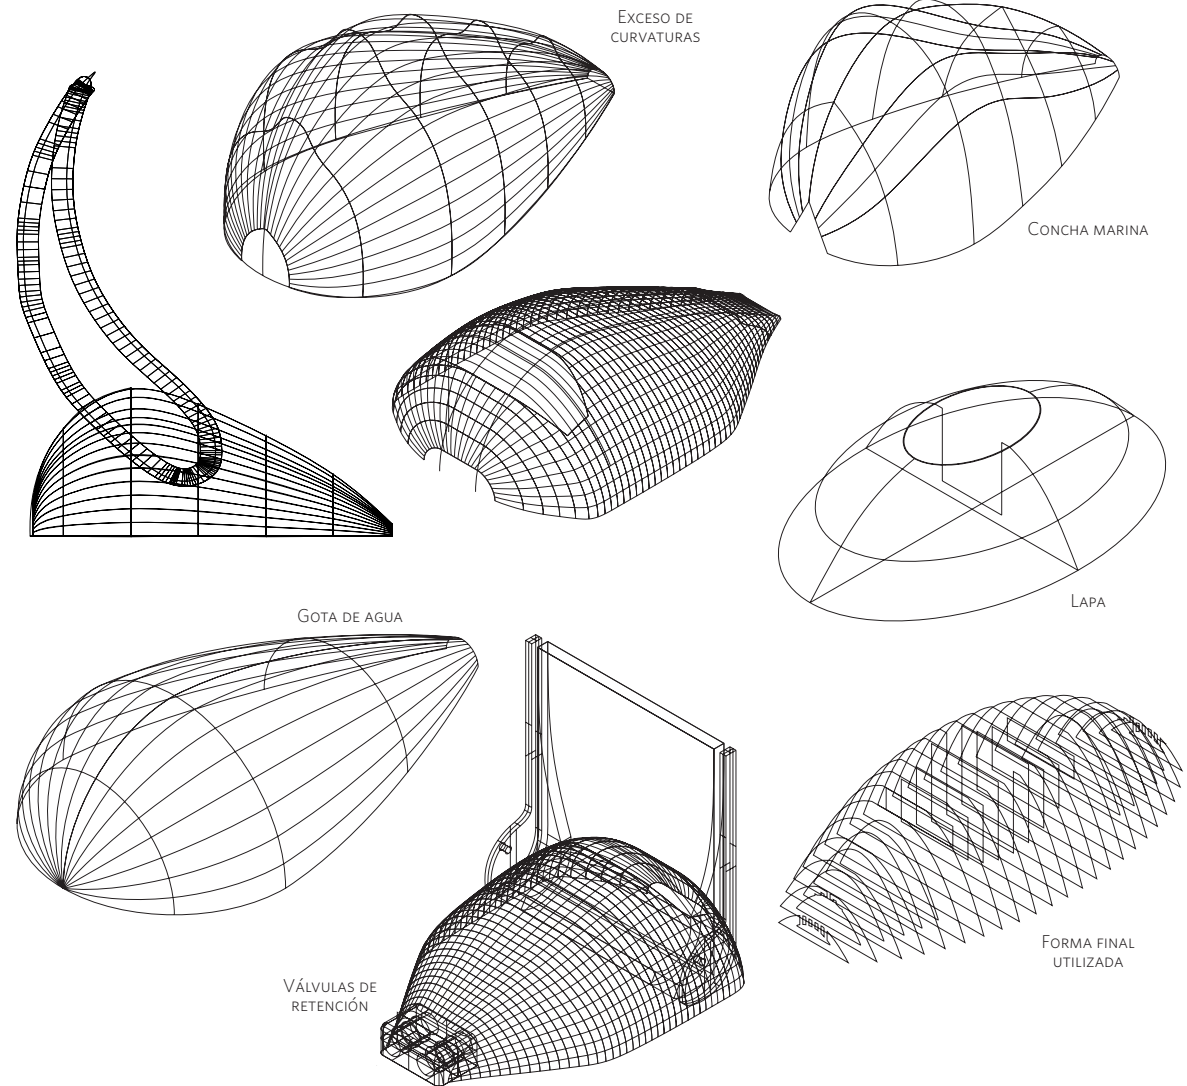 Exceso de
curvaturas
Concha marina
Lapa
Gota de agua
Válvulas de
retención
Forma final
utilizada